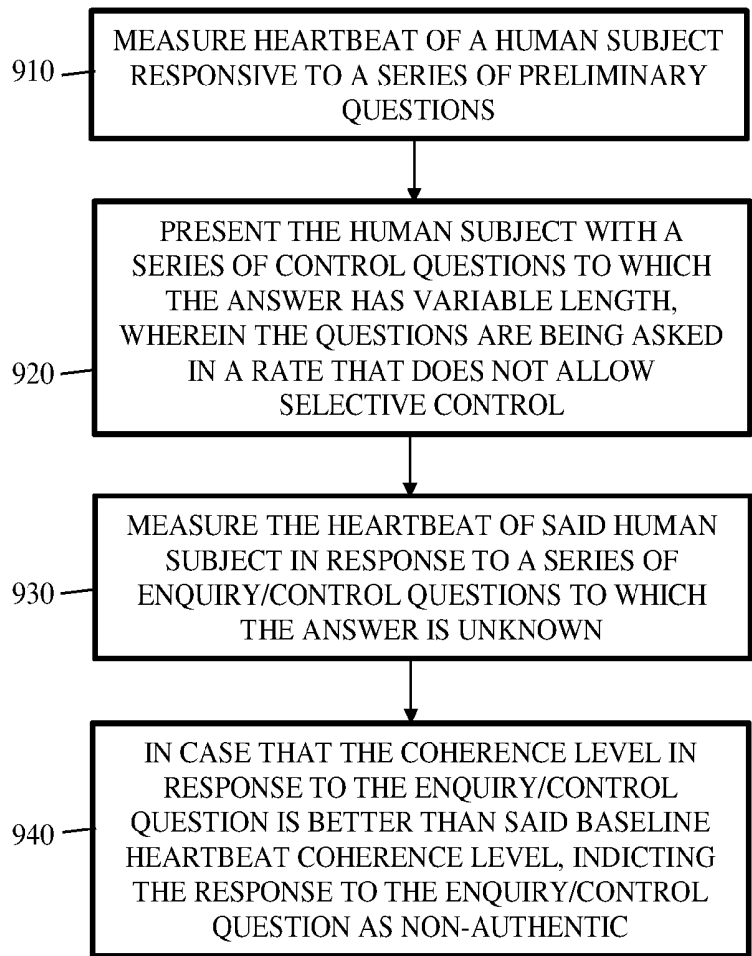 910
MEASURE HEARTBEAT OF A HUMAN SUBJECT
RESPONSIVE TO A SERIES OF PRELIMINARY
QUESTIONS
920
PRESENT THE HUMAN SUBJECT WITH A
SERIES OF CONTROL QUESTIONS TO WHICH
THE ANSWER HAS VARIABLE LENGTH,
WHEREIN THE QUESTIONS ARE BEING ASKED
IN A RATE THAT DOES NOT ALLOW
SELECTIVE CONTROL
930
MEASURE THE HEARTBEAT OF SAID HUMAN
SUBJECT IN RESPONSE TO A SERIES OF
ENQUIRY/CONTROL QUESTIONS TO WHICH
THE ANSWER IS UNKNOWN
940
IN CASE THAT THE COHERENCE LEVEL IN
RESPONSE TO THE ENQUIRY/CONTROL
QUESTION IS BETTER THAN SAID BASELINE
HEARTBEAT COHERENCE LEVEL, INDICTING
THE RESPONSE TO THE ENQUIRY/CONTROL
QUESTION AS NON-AUTHENTIC